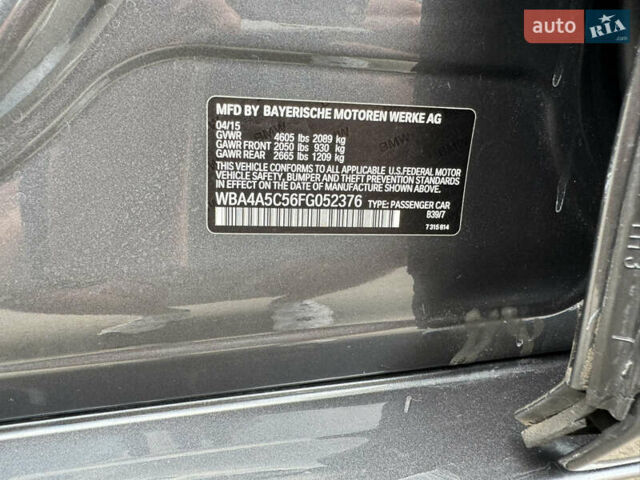 auto RIA
.com
MFD BY BAYERISCHE MOTOREN WERKE AG
04/15
GVWR 4605 lbs 2089 kg
GAWR FRONT 2050 lbs 930 kg
GAWR REAR 2665 lbs 1209 kg
THIS VEHICLE CONFORMS TO ALL APPLICABLE U.S.FEDERAL MOTOR
VEHICLE SAFETY, BUMPER AND THEFT PREVENTION STANDARDS
IN EFFECT ON THE DATE OF MANUFACTURE SHOWN ABOVE.
WBA4A5C56FG052376 TYPE: PASSENGER CAR
B39/7
7 315 614